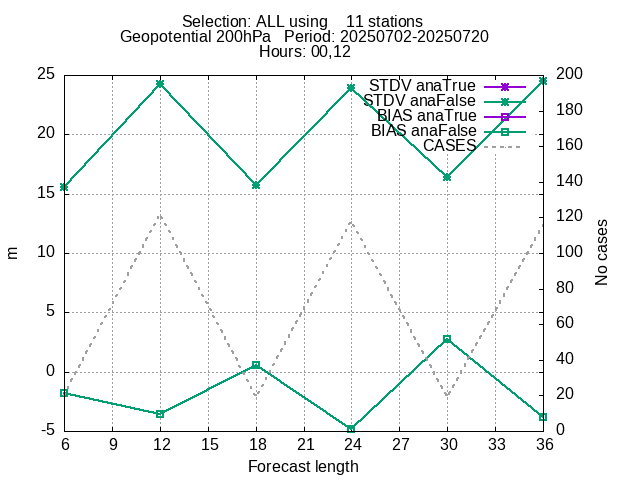 Selection: ALL using 11 stations
Geopotential 200hPa Period: 20250702-20250720
Hours: 00,12
STDV anaTrue
STDV anaFalse
BIAS anaTrue
BIAS anaFalse
CASES
25
20
15
10
5
0
-5
m
200
180
160
140
120
100
80
60
40
20
0
No cases
6 9 12 15 18 21 24 27 30 33 36
Forecast length